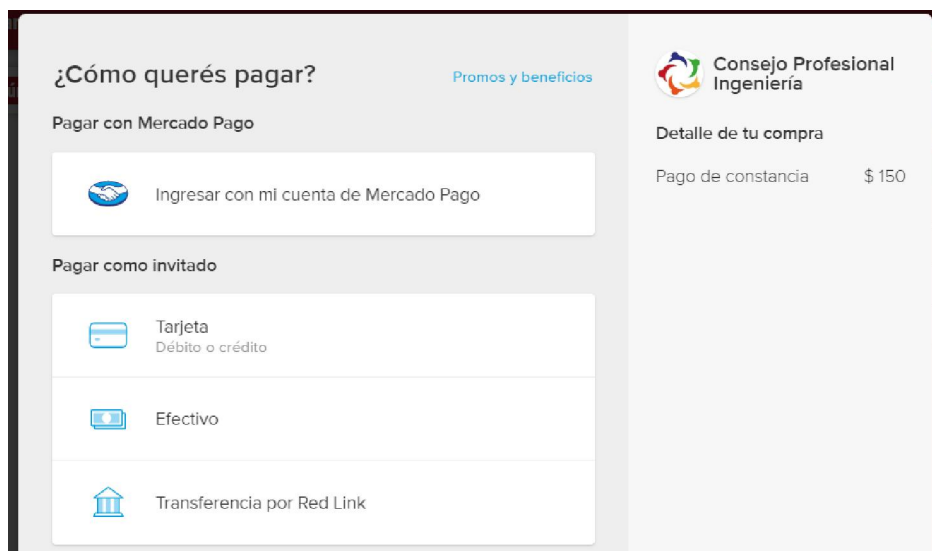 ¿Cómo querés pagar?
Promos y beneficios
Pagar con Mercado Pago
Ingresar con mi cuenta de Mercado Pago
Pagar como invitado
Tarjeta
Débito o crédito
Efectivo
Transferencia por Red Link
Consejo Profesional
Ingeniería
Detalle de tu compra
Pago de constancia $ 150